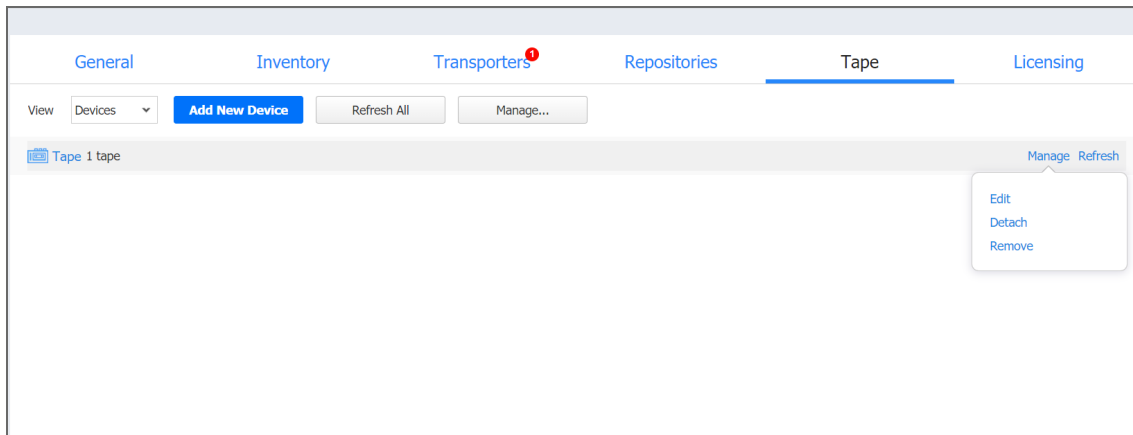 General Inventory Transporters 1 Repositories Tape Licensing
View Devices Add New Device Refresh All Manage...
Tape 1 tape Manage Refresh
Edit
Detach
Remove